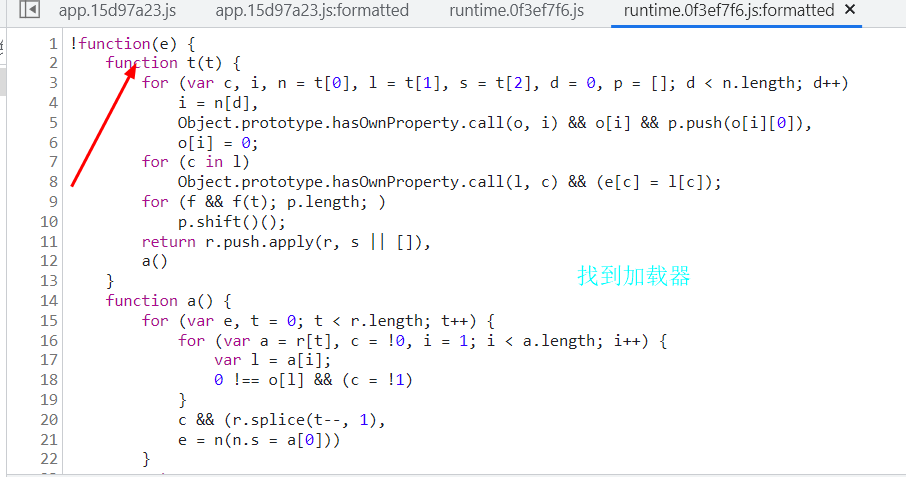 app.15d97a23.js app.15d97a23.js:formatted runtime.0f3ef7f6.js runtime.0f3ef7f6.js:formatted ×
1 !function(e) {
2 function t(t) {
3 for (var c, i, n = t[0], l = t[1], s = t[2], d = 0, p = []; d < n.length; d++)
4 i = n[d],
5 Object.prototype.hasOwnProperty.call(o, i) && o[i] && p.push(o[i][0]),
6 o[i] = 0;
7 for (c in l)
8 Object.prototype.hasOwnProperty.call(l, c) && (e[c] = l[c]);
9 for (f && f(t); p.length; )
10 p.shift()();
11 return r.push.apply(r, s || []),
12 a()
13 }
找到加载器
14 function a() {
15 for (var e, t = 0; t < r.length; t++) {
16 for (var a = r[t], c = !0, i = 1; i < a.length; i++) {
17 var l = a[i];
18 0 !== o[l] && (c = !1)
19 }
20 c && (r.splice(t--, 1),
21 e = n(n.s = a[0]))
22 }